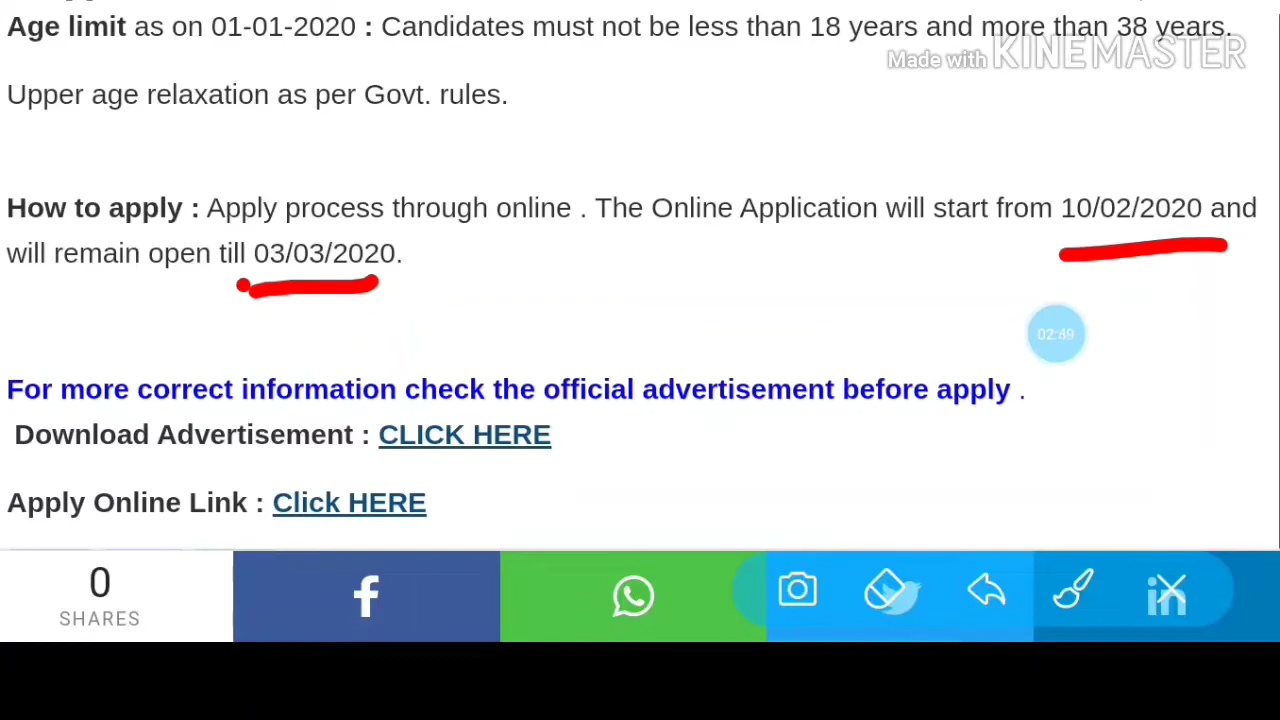 Age limit as on 01-01-2020 : Candidates must not be less than 18 years and more than 38 years.
Made with KINEMASTER
Upper age relaxation as per Govt. rules.
How to apply : Apply process through online . The Online Application will start from 10/02/2020 and
will remain open till 03/03/2020.
02:49
For more correct information check the official advertisement before apply .
Download Advertisement : CLICK HERE
Apply Online Link : Click HERE
0
SHARES